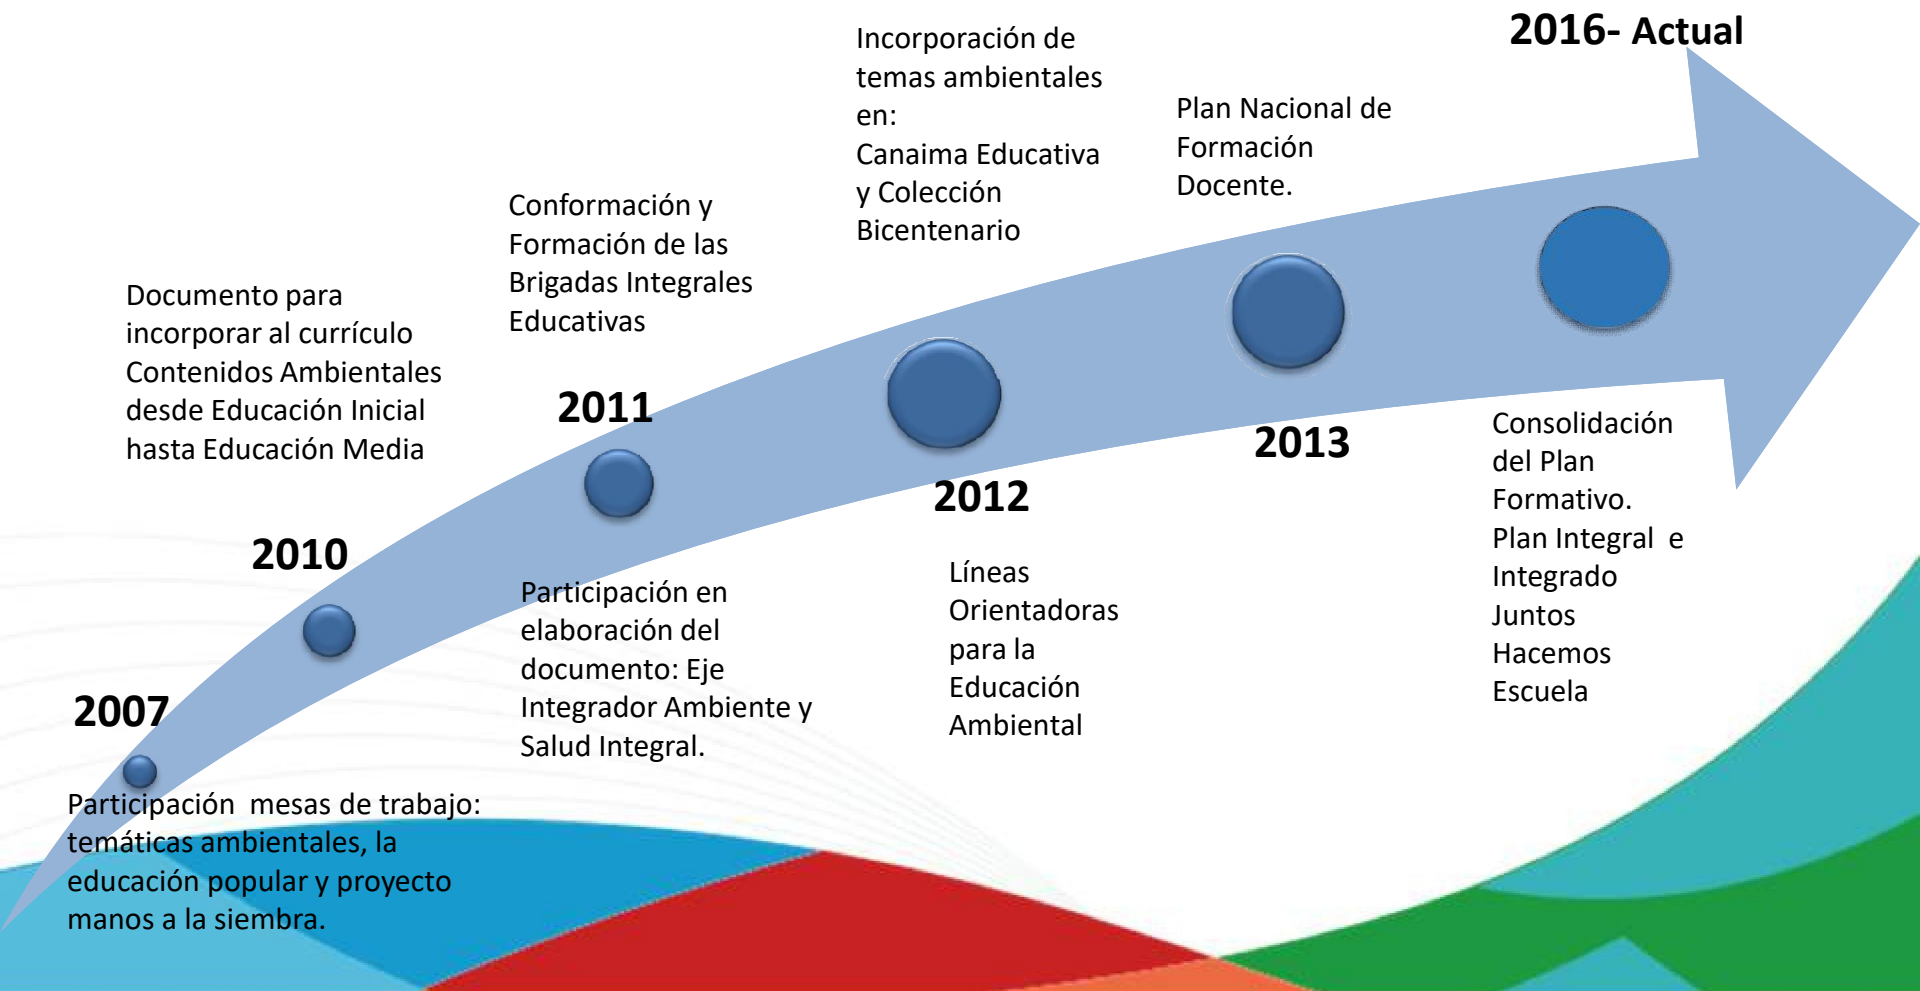 2007
Participación  mesas de trabajo:
temáticas ambientales, la
educación popular y proyecto
manos a la siembra.
Documento para
incorporar al currículo
Contenidos Ambientales
desde Educación Inicial
hasta Educación Media
2010
Conformación y
Formación de las
Brigadas Integrales
Educativas
2011
Participación en
elaboración del
documento: Eje
Integrador Ambiente y
Salud Integral.
Incorporación de
temas ambientales
en:
Canaima Educativa
y Colección
Bicentenario
2012
Líneas
Orientadoras
para la
Educación
Ambiental
Plan Nacional de
Formación
Docente.
2013
2016- Actual
Consolidación
del Plan
Formativo.
Plan Integral  e
Integrado
Juntos
Hacemos
Escuela